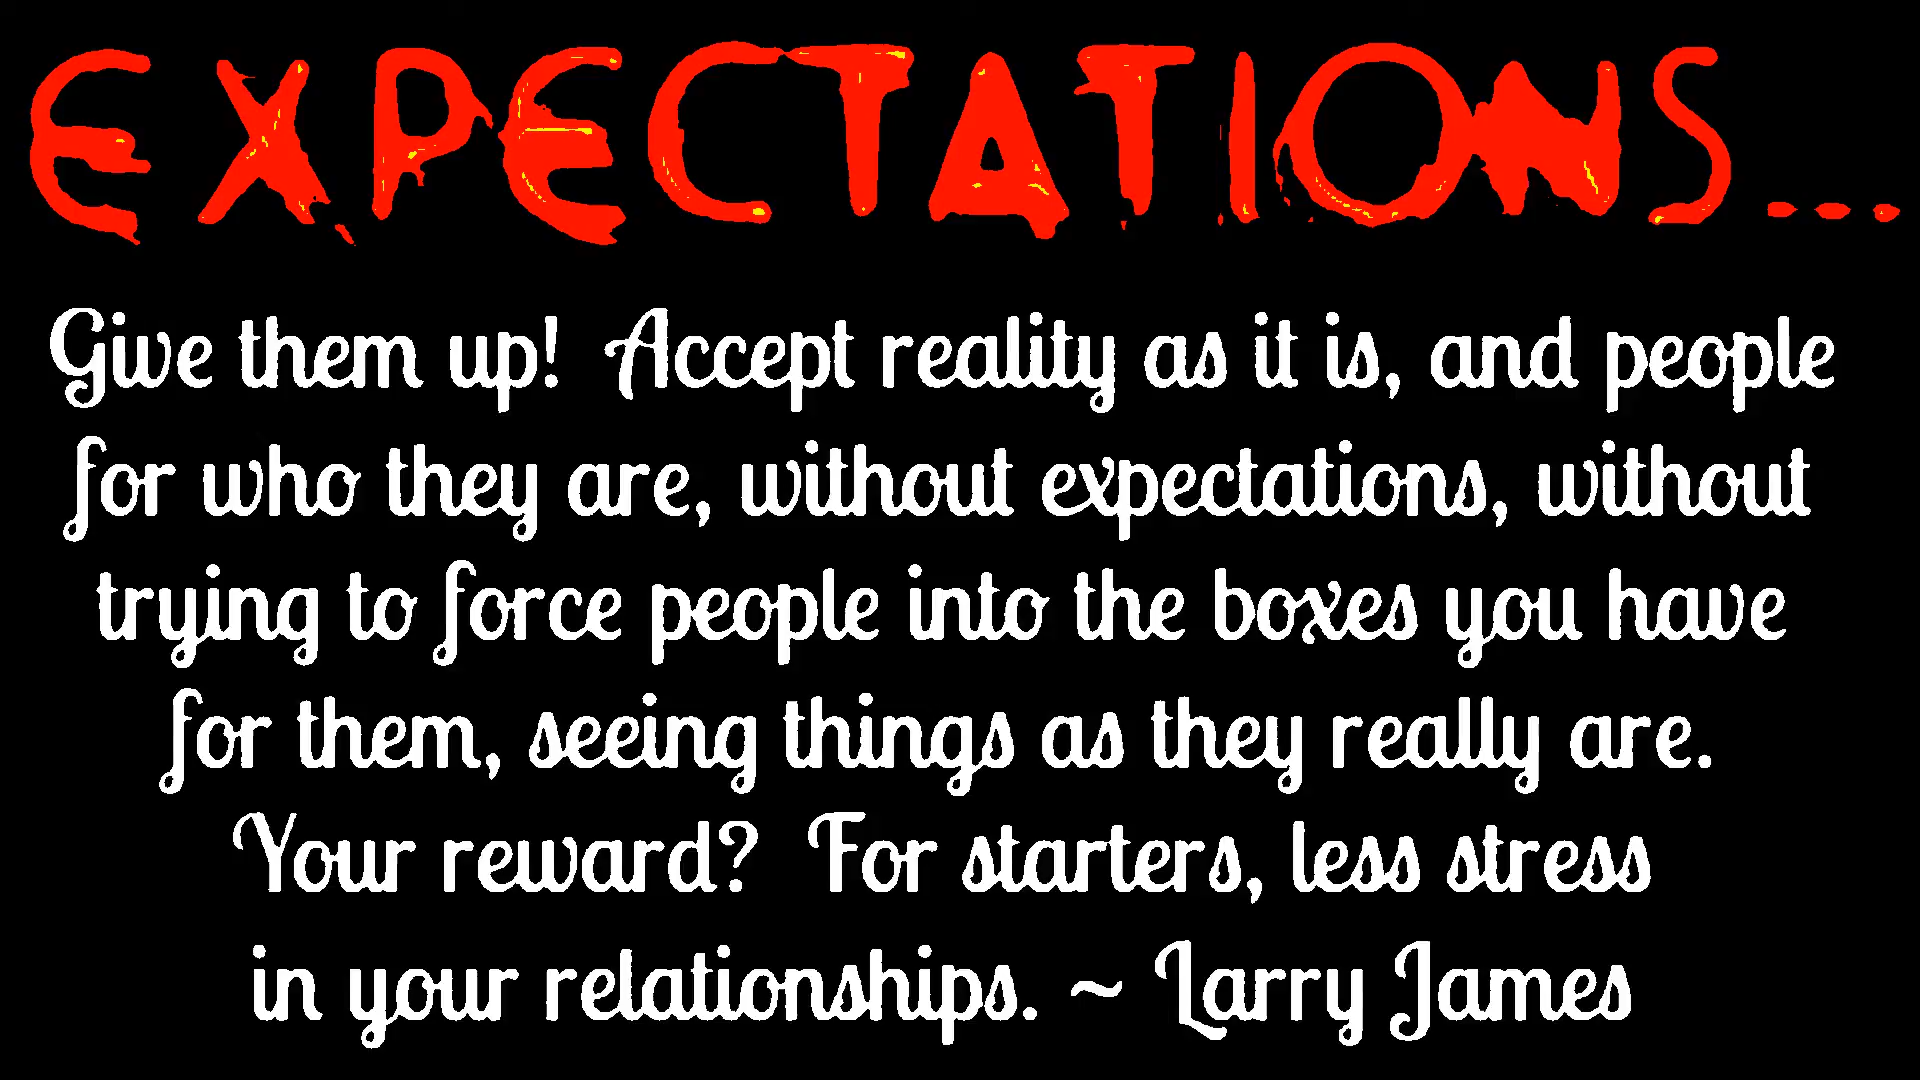 EXPECTATIONS...
Give them up!  Accept reality as it is, and people
for who they are, without expectations, without
trying to force people into the boxes you have
for them, seeing things as they really are.
Your reward?  For starters, less stress
in your relationships. ~ Larry James